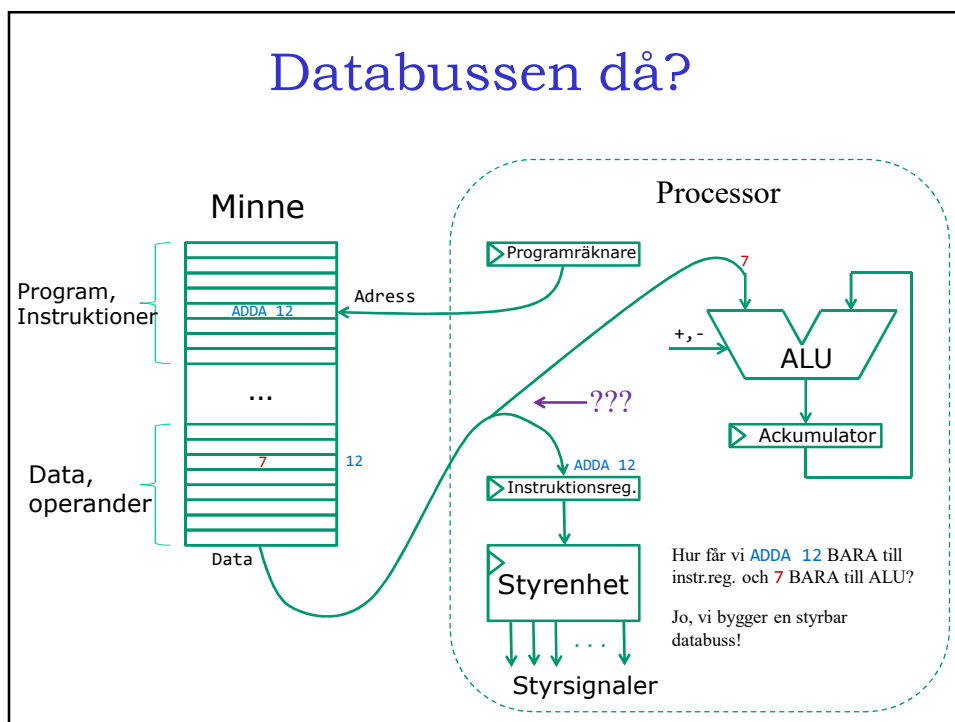 Databussen då?
Processor
Minne
Programräknare
7
Program,
Instruktioner
Adress
ADDA 12
+,-
ALU
...
???
Ackumulator
7
12
ADDA 12
Data,
operander
Instruktionsreg.
Data
Styrenhet
Hur får vi ADDA 12 BARA till
instr.reg. och 7 BARA till ALU?
Jo, vi bygger en styrbar
databuss!
. . .
Styrsignaler